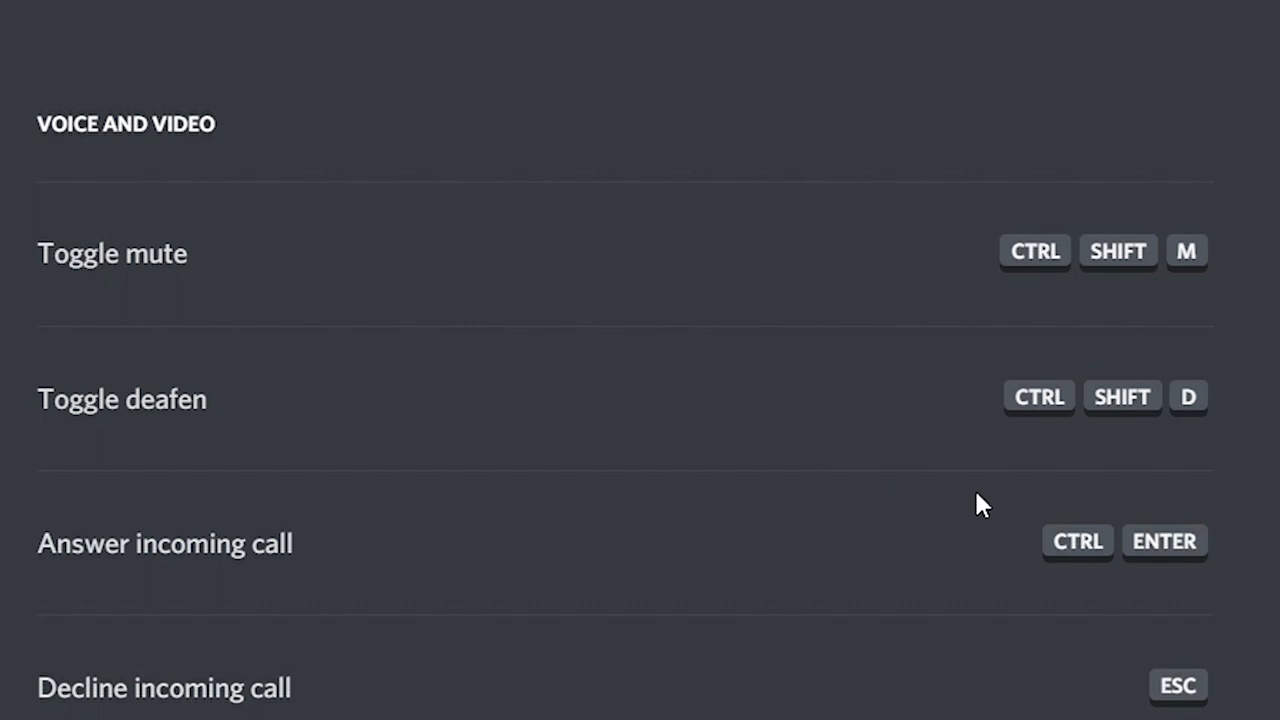 VOICE AND VIDEO
Toggle mute CTRL SHIFT M
Toggle deafen CTRL SHIFT D
Answer incoming call CTRL ENTER
Decline incoming call ESC